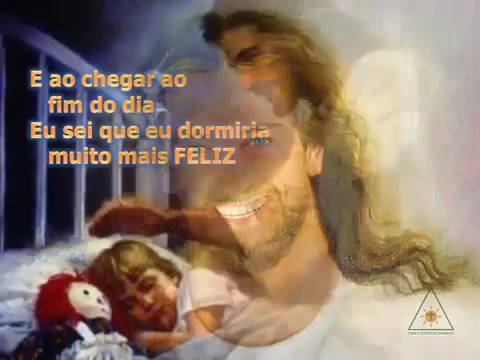 E ao chegar ao
fim do dia
Eu sei que eu dormiria
muito mais FELIZ